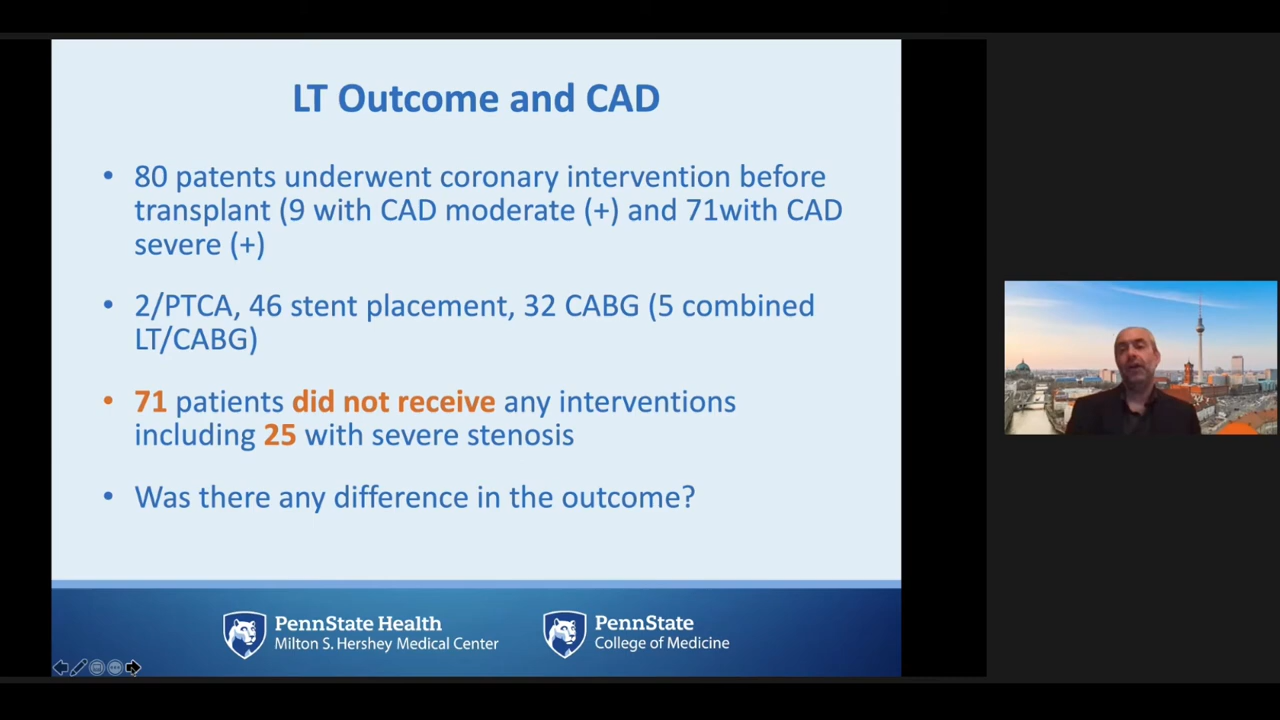 LT Outcome and CAD
• 80 patents underwent coronary intervention before
transplant (9 with CAD moderate (+) and 71with CAD
severe (+)
• 2/PTCA, 46 stent placement, 32 CABG (5 combined
LT/CABG)
• 71 patients did not receive any interventions
including 25 with severe stenosis
• Was there any difference in the outcome?
PennState Health
Milton S. Hershey Medical Center
PennState
College of Medicine